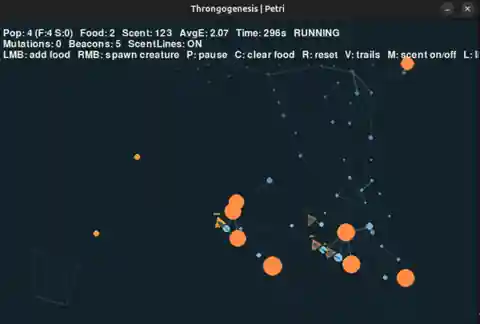 Throngogenesis | Petri
Pop: 4 (F:4 S:0) Food: 2 Scent: 123 AvgE: 2.07 Time: 296s RUNNING
Mutations: 0 Beacons: 5 ScentLines: ON
LMB: add food RMB: spawn creature P: pause C: clear food R: reset V: trails M: scent on/off L: